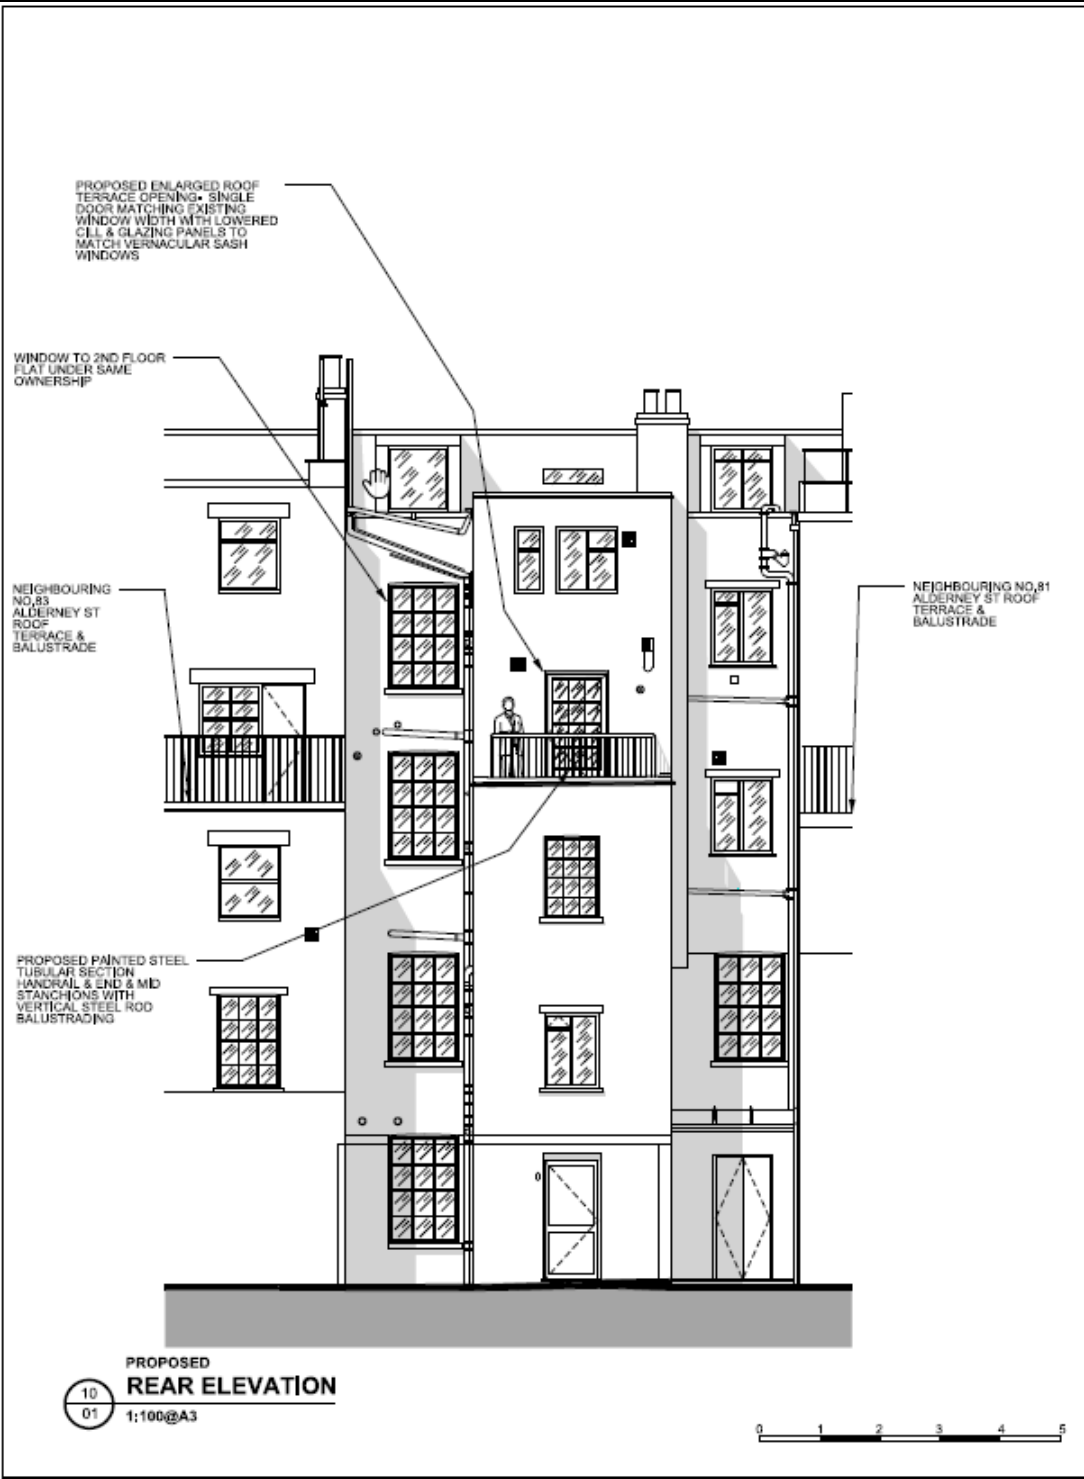 PROPOSED ENLARGED ROOF
TERRACE OPENING- SINGLE
DOOR MATCHING EXISTING
WINDOW WIDTH WITH LOWERED
CILL & GLAZING PANELS TO
MATCH VERNACULAR SASH
WINDOWS
WINDOW TO 2ND FLOOR
FLAT UNDER SAME
OWNERSHIP
NEIGHBOURING
NO.83
ALDERNEY ST
ROOF
TERRACE &
BALUSTRADE
NEIGHBOURING NO.81
ALDERNEY ST ROOF
TERRACE &
BALUSTRADE
PROPOSED PAINTED STEEL
TUBULAR SECTION
HANDRAIL & END & MID
STANCHIONS WITH
VERTICAL STEEL ROD
BALUSTRADING
PROPOSED
REAR ELEVATION
10
01
1:100@A3
0 1 2 3 4 5